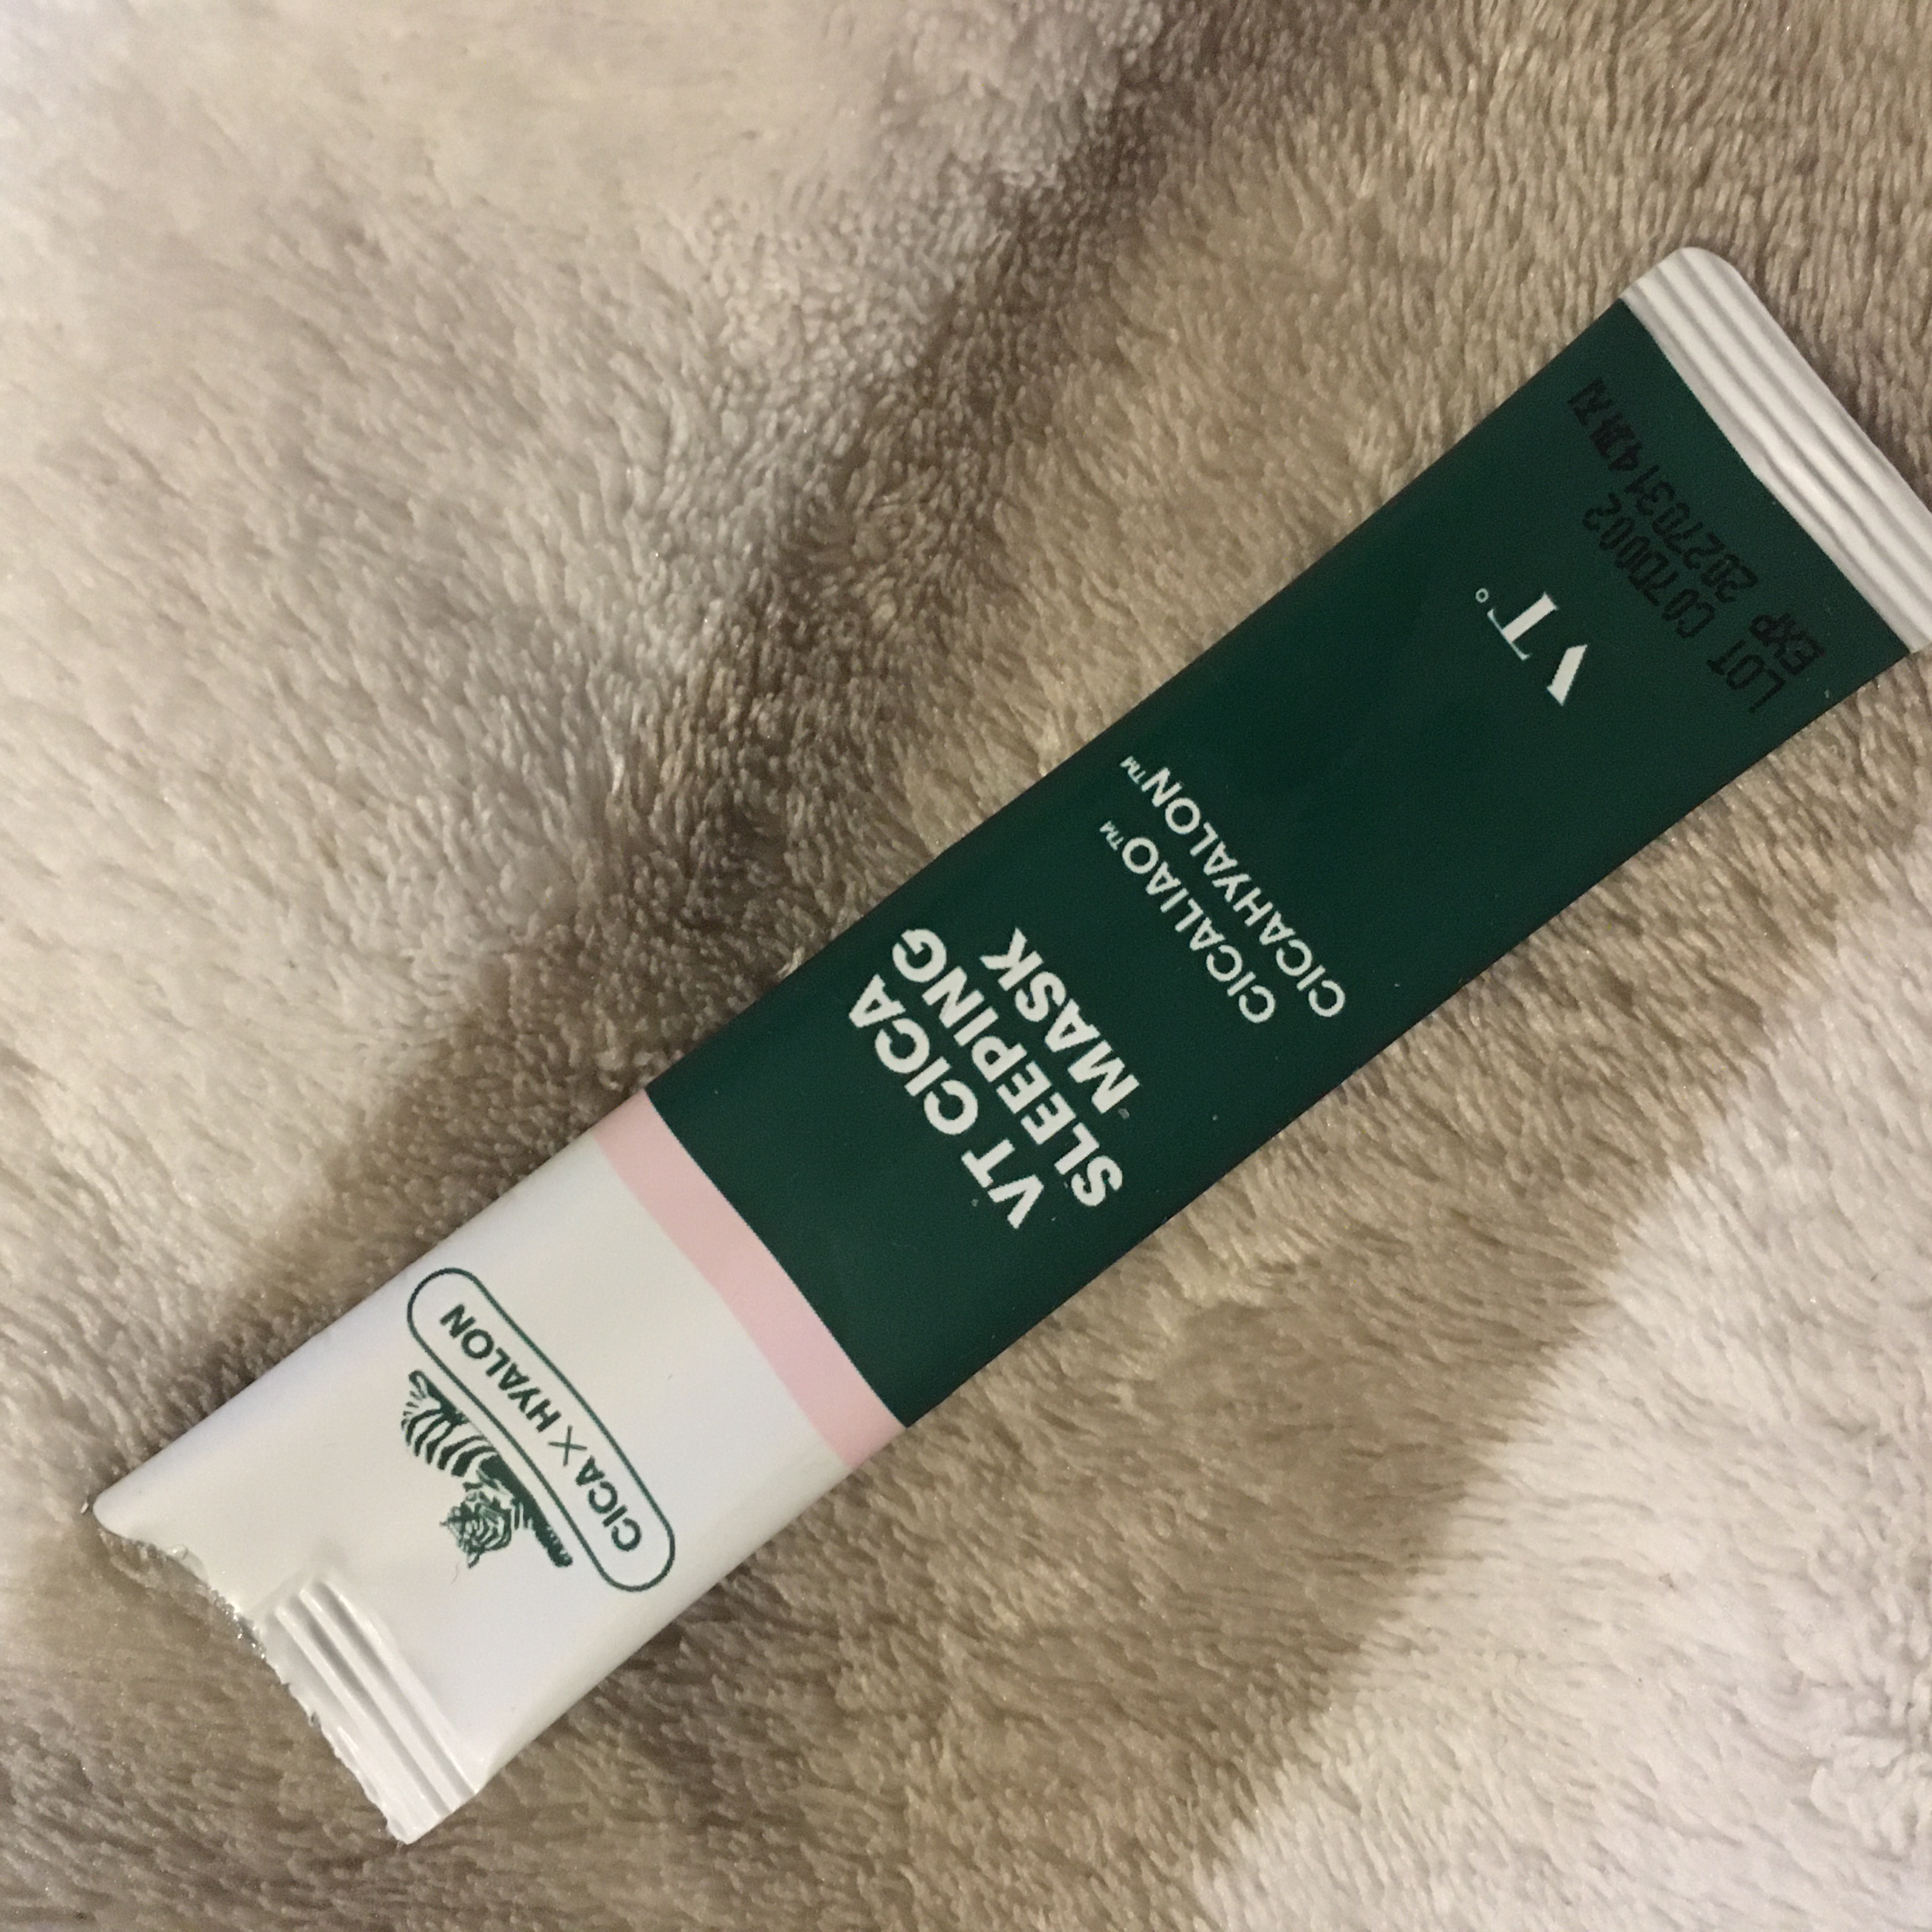 CICA X HYALON
VT CICA
SLEEPING
MASK
CICALIAO™
CICAHYALON™
VT
LOT C07D002
EXP 20270314까지